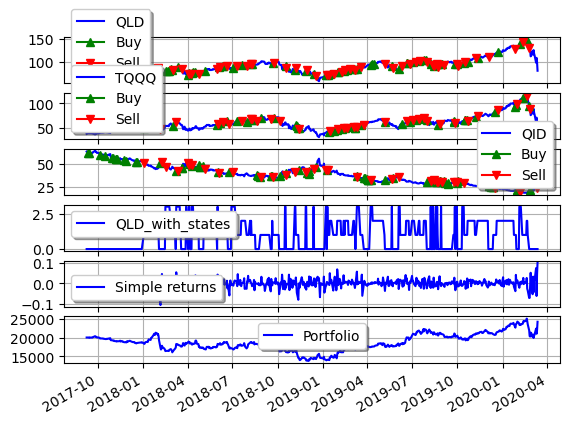 QLD
Buy
Sell
150
100
TQQQ
Buy
Sell
100
50
QID
Buy
Sell
50
25
QLD_with_states
2.5
0.0
Simple returns
0.1
0.0
−0.1
Portfolio
25000
20000
15000
2017-10 2018-01 2018-04 2018-07 2018-10 2019-01 2019-04 2019-07 2019-10 2020-01 2020-04